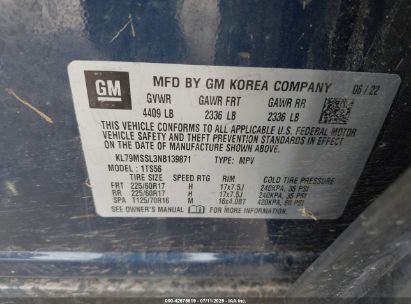 GM
MFD BY GM KOREA COMPANY 06/22
GVWR GAWR FRT GAWR RR
4409 LB 2336 LB 2336 LB
THIS VEHICLE CONFORMS TO ALL APPLICABLE U.S. FEDERAL MOTOR
VEHICLE SAFETY AND THEFT PREVENTION STANDARDS IN EFFECT
ON THE DATE OF MANUFACTURE SHOWN ABOVE.
KL79MSSL3NB139871 TYPE: MPV
MODEL: 1TS56
TIRE SIZE SPEED RTG RIM COLD TIRE PRESSURE
FRT 225/60R17 H 17x7.5J 240KPA, 35 PSI
RR 225/60R17 H 17x7.5J 240KPA, 35 PSI
SPA T125/70R16 M 16x4.0BT 420KPA, 60 PSI
SEE OWNER'S MANUAL FOR MORE INFORMATION.